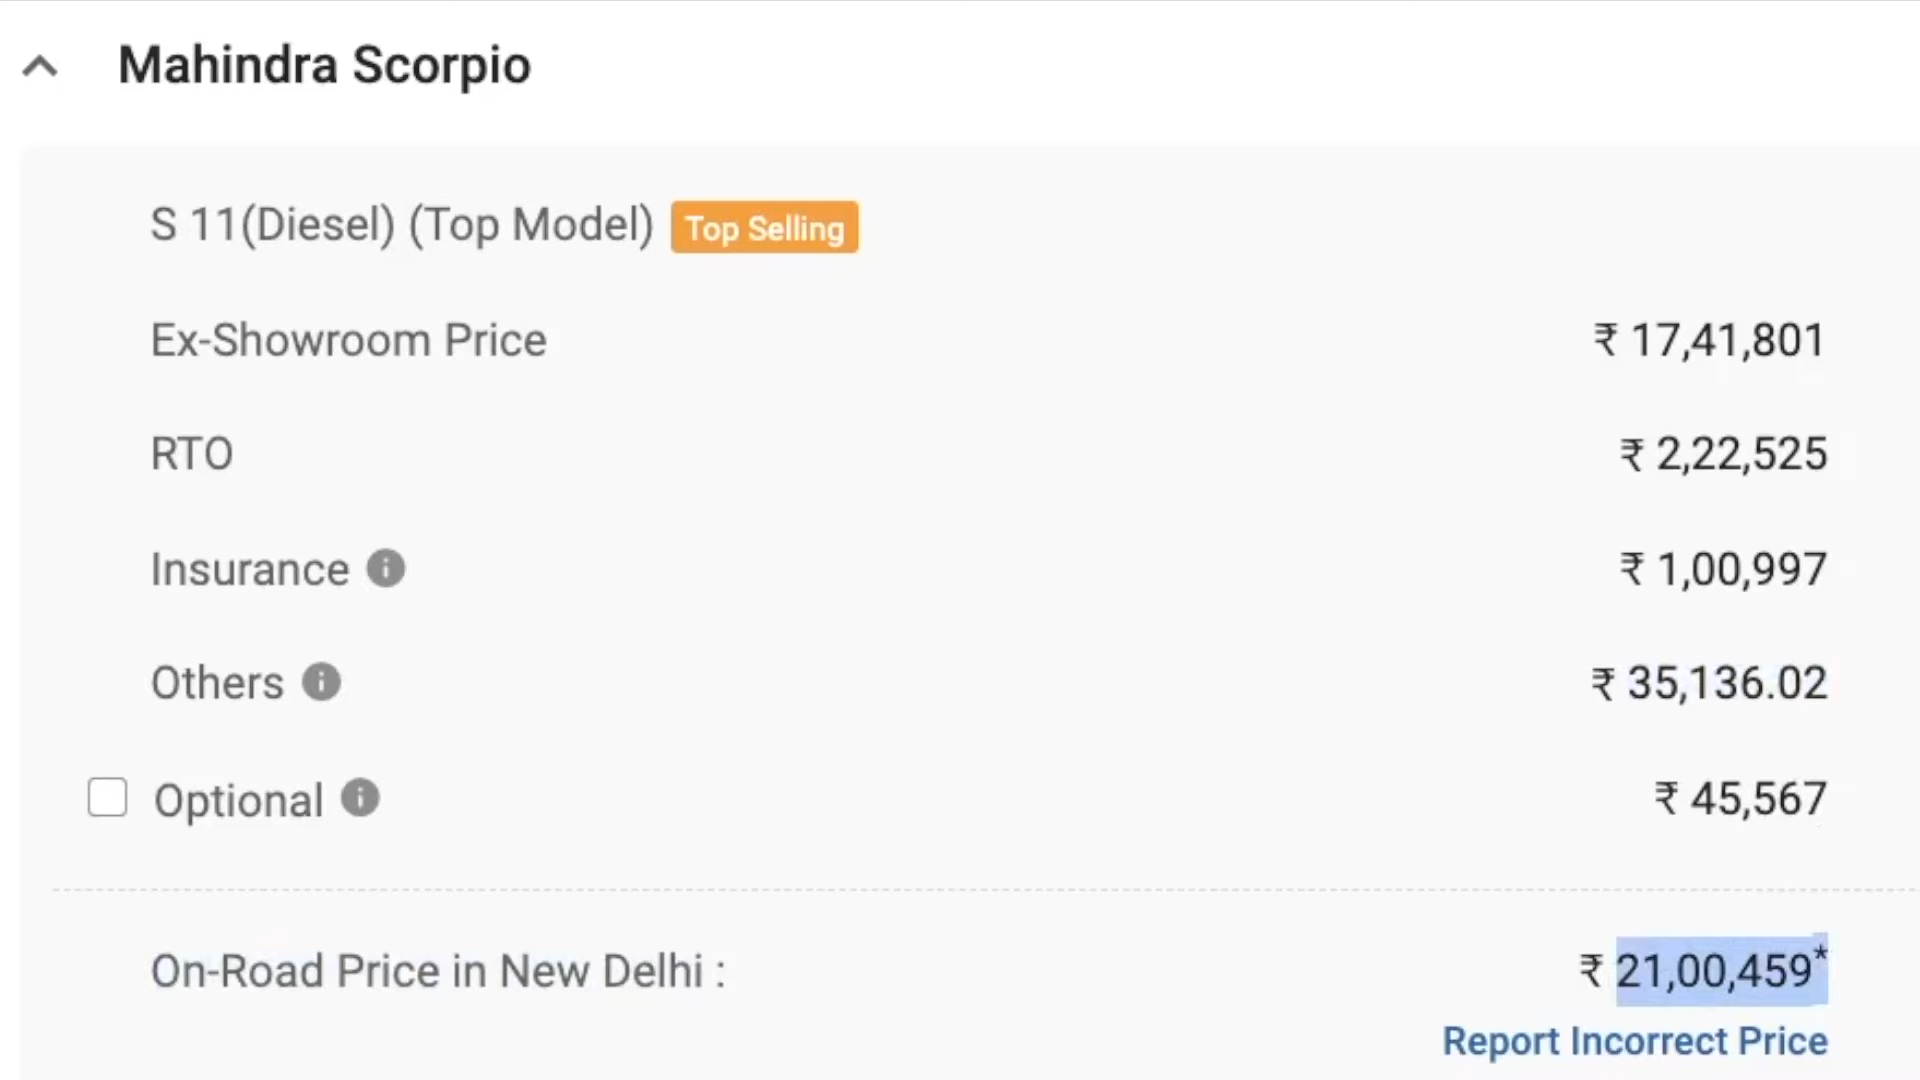 Mahindra Scorpio
S 11(Diesel) (Top Model) Top Selling
Ex-Showroom Price ₹ 17,41,801
RTO ₹ 2,22,525
Insurance ₹ 1,00,997
Others ₹ 35,136.02
Optional ₹ 45,567
On-Road Price in New Delhi : ₹ 21,00,459*
Report Incorrect Price